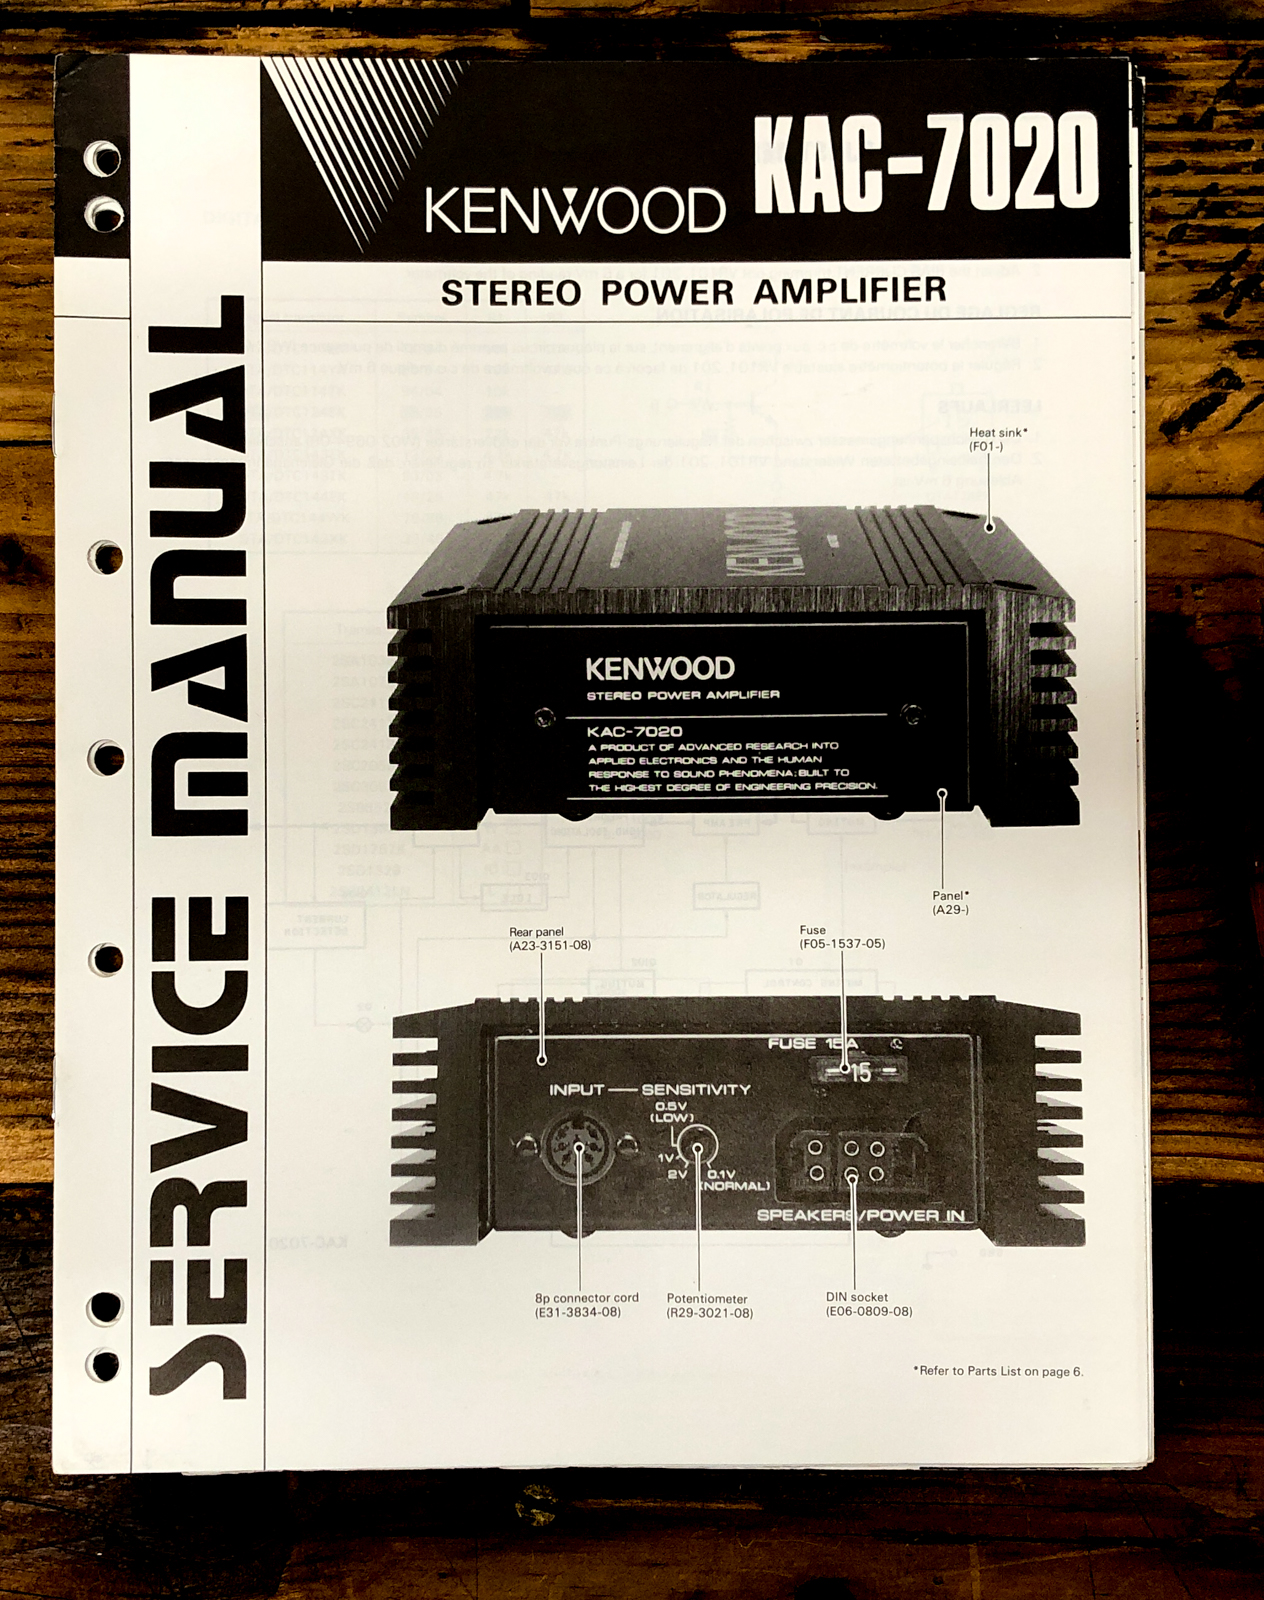 KENWOOD
KAC-7020
STEREO POWER AMPLIFIER
SERVICE MANUAL
Heat sink*
(F01-)
KENWOOD
KENWOOD
STEREO POWER AMPLIFIER
KAC-7020
A PRODUCT OF ADVANCED RESEARCH INTO
APPLIED ELECTRONICS AND THE HUMAN
RESPONSE TO SOUND PHENOMENA; BUILT TO
THE HIGHEST DEGREE OF ENGINEERING PRECISION.
Panel*
(A29-)
Rear panel
(A23-3151-08)
Fuse
(F05-1537-05)
FUSE 15A
15
INPUT — SENSITIVITY
0.5V
(LOW)
1V
2V
0.1V
(NORMAL)
SPEAKERS/POWER IN
8p connector cord
(E31-3834-08)
Potentiometer
(R29-3021-08)
DIN socket
(E06-0809-08)
*Refer to Parts List on page 6.